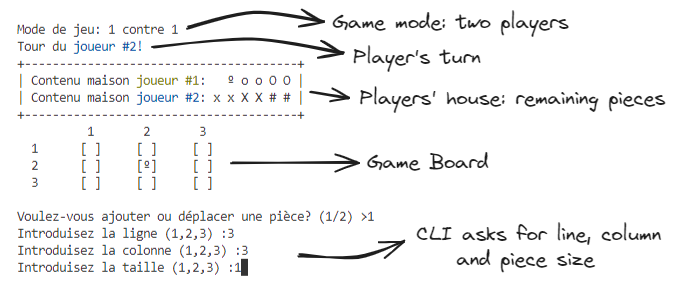 Mode de jeu: 1 contre 1
Game mode: two players
Tour du joueur #2!
Player's turn
+-----------------------------------+
| Contenu maison joueur #1:   º o o O O |
| Contenu maison joueur #2: x x X X # # |
Players' house: remaining pieces
+-----------------------------------+
1 2 3
1 [ ] [ ] [ ]
2 [ ] [º] [ ]
Game Board
3 [ ] [ ] [ ]
Voulez-vous ajouter ou déplacer une pièce? (1/2) >1
Introduisez la ligne (1,2,3) :3
Introduisez la colonne (1,2,3) :3
Introduisez la taille (1,2,3) :1
CLI asks for line, column
and piece size